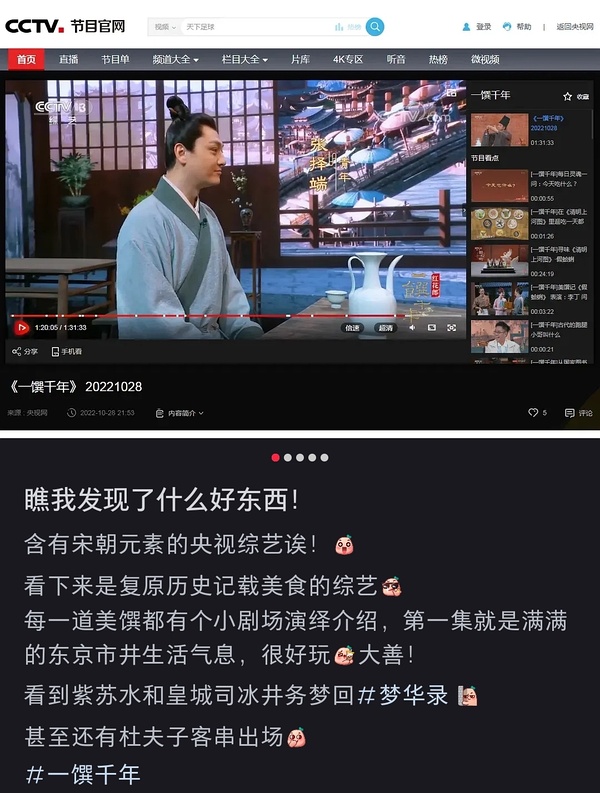 CCTV.节目官网
视频 天下足球
登录 帮助 | 返回央视网
首页 直播 节目单 频道大全 栏目大全 片库 4K专区 听音 热榜 微视频
CCTV 3
综艺
青年
张择端
红花郎
1:20:05 / 1:31:33
倍速 超清
分享 手机看
一馔千年 收藏
《一馔千年》
20221028
01:31:33
节目看点
[一馔千年]每日灵魂一
问：今天吃什么？
00:00:55
[一馔千年]在《清明上
河图》里逛吃一天都
00:01:26
[一馔千年]寻味《清明
上河图》·假蛤蜊
00:24:19
[一馔千年]美馔记《假
蛤蜊》 表演：李丁 闫
00:03:22
[一馔千年]古代的跑腿
小哥叫什么
00:00:21
《一馔千年》 20221028
来源：央视网 2022-10-28 21:53 内容简介
5 评论
瞧我发现了什么好东西！
含有宋朝元素的央视综艺诶！
看下来是复原历史记载美食的综艺
每一道美馔都有个小剧场演绎介绍，第一集就是满满
的东京市井生活气息，很好玩 大善！
看到紫苏水和皇城司冰井务梦回#梦华录
甚至还有杜夫子客串出场
#一馔千年